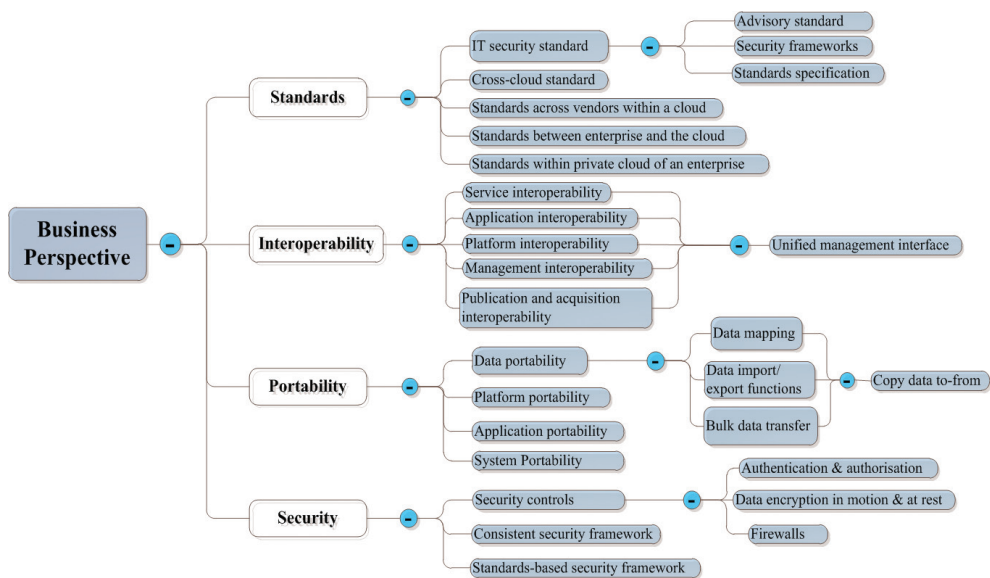 Business
Perspective
Standards
IT security standard
Advisory standard
Security frameworks
Standards specification
Cross-cloud standard
Standards across vendors within a cloud
Standards between enterprise and the cloud
Standards within private cloud of an enterprise
Interoperability
Service interoperability
Application interoperability
Platform interoperability
Management interoperability
Publication and acquisition
interoperability
Unified management interface
Portability
Data portability
Data mapping
Data import/
export functions
Bulk data transfer
Copy data to-from
Platform portability
Application portability
System Portability
Security
Security controls
Authentication & authorisation
Data encryption in motion & at rest
Firewalls
Consistent security framework
Standards-based security framework